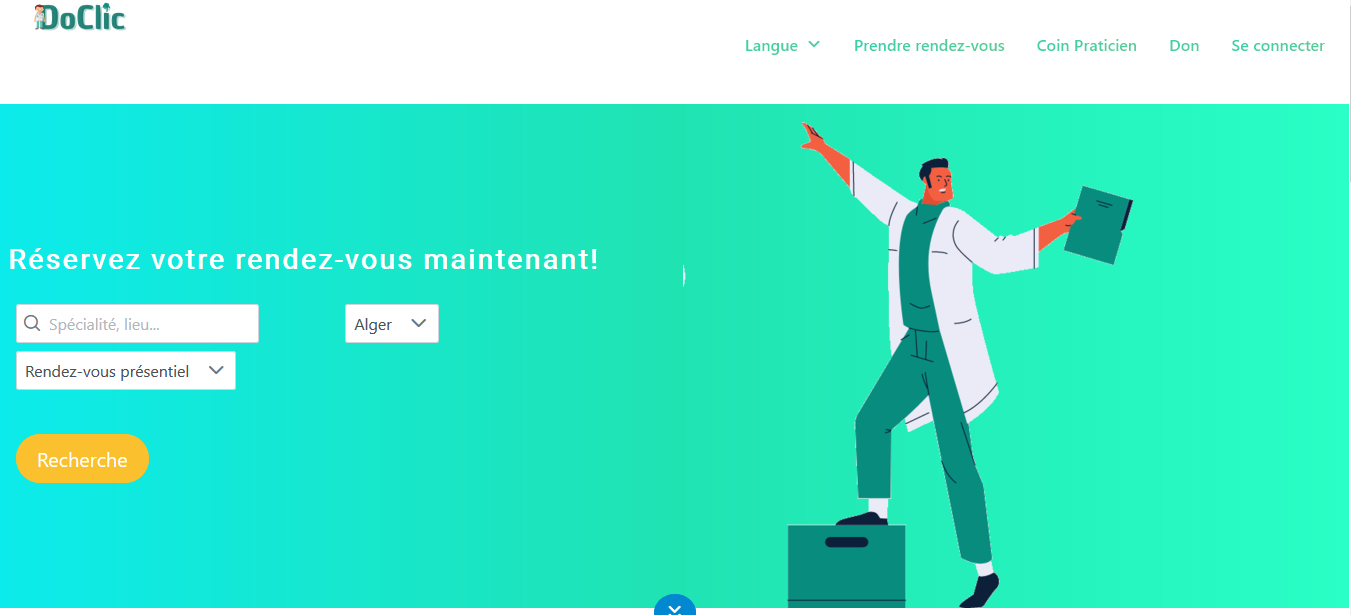 DoClic
Langue Prendre rendez-vous Coin Praticien Don Se connecter
Réservez votre rendez-vous maintenant!
Spécialité, lieu...
Alger
Rendez-vous présentiel
Recherche